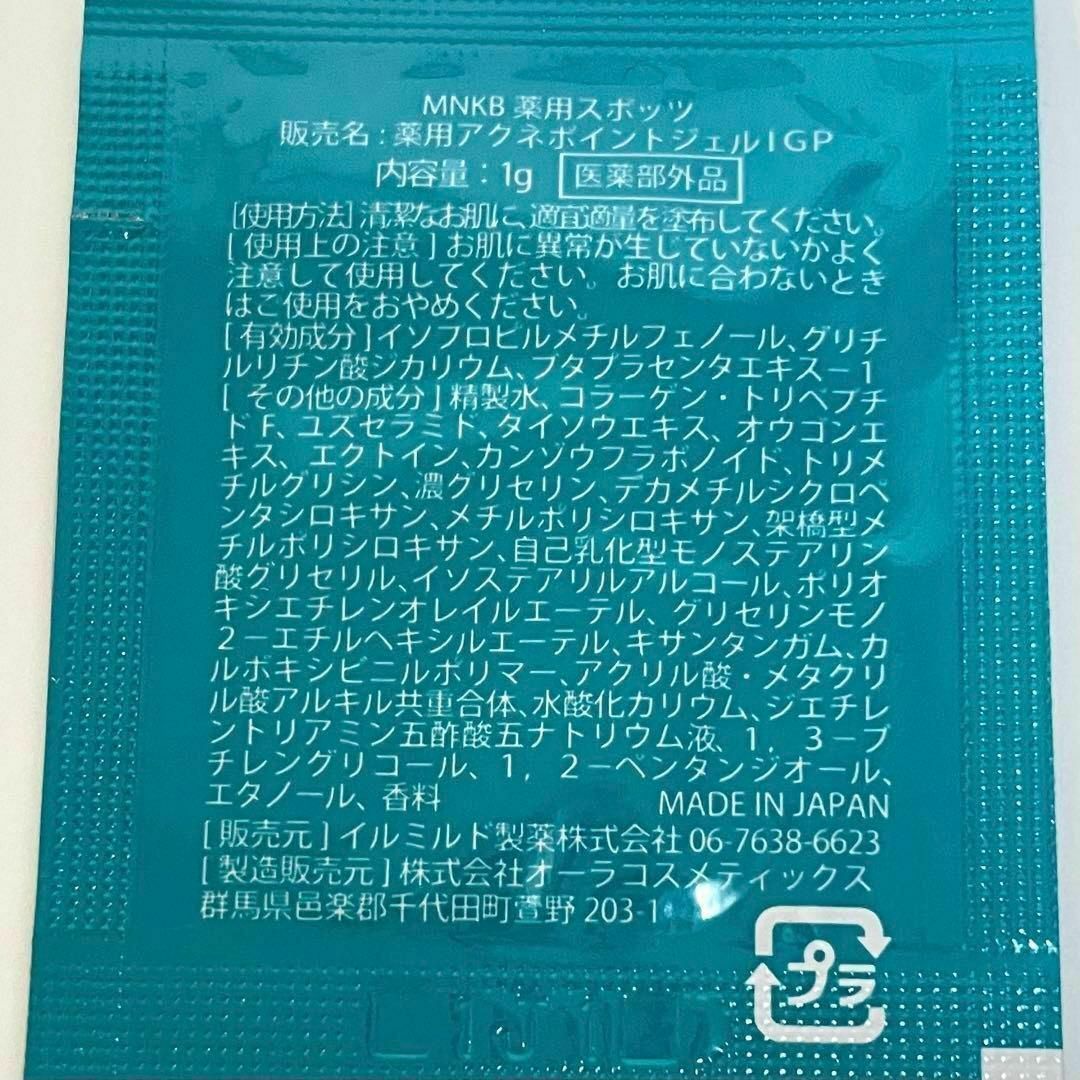 MNKB 薬用スポッツ
販売名：薬用アクネポイントジェルIGP
内容量：1g 医薬部外品
[使用方法]清潔なお肌に、適宜適量を塗布してください。
[使用上の注意]お肌に異常が生じていないかよく
注意して使用してください。お肌に合わないとき
はご使用をおやめください。
[有効成分]イソプロピルメチルフェノール、グリチ
ルリチン酸ジカリウム、ブタプラセンタエキス－1
[その他の成分]精製水、コラーゲン・トリペプチ
ドF、ユズセラミド、タイソウエキス、オウゴンエ
キス、エクトイン、カンゾウフラボノイド、トリメ
チルグリシン、濃グリセリン、デカメチルシクロペ
ンタシロキサン、メチルポリシロキサン、架橋型メ
チルポリシロキサン、自己乳化型モノステアリン
酸グリセリル、イソステアリルアルコール、ポリオ
キシエチレンオレイルエーテル、グリセリンモノ
2－エチルヘキシルエーテル、キサンタンガム、カ
ルボキシビニルポリマー、アクリル酸・メタクリ
ル酸アルキル共重合体、水酸化カリウム、ジエチレ
ントリアミン五酢酸五ナトリウム液、1，3－ブ
チレングリコール、1，2－ペンタンジオール、
エタノール、香料 MADE IN JAPAN
[販売元]イルミルド製薬株式会社 06-7638-6623
[製造販売元]株式会社オーラコスメティックス
群馬県邑楽郡千代田町萱野 203-1
プラ